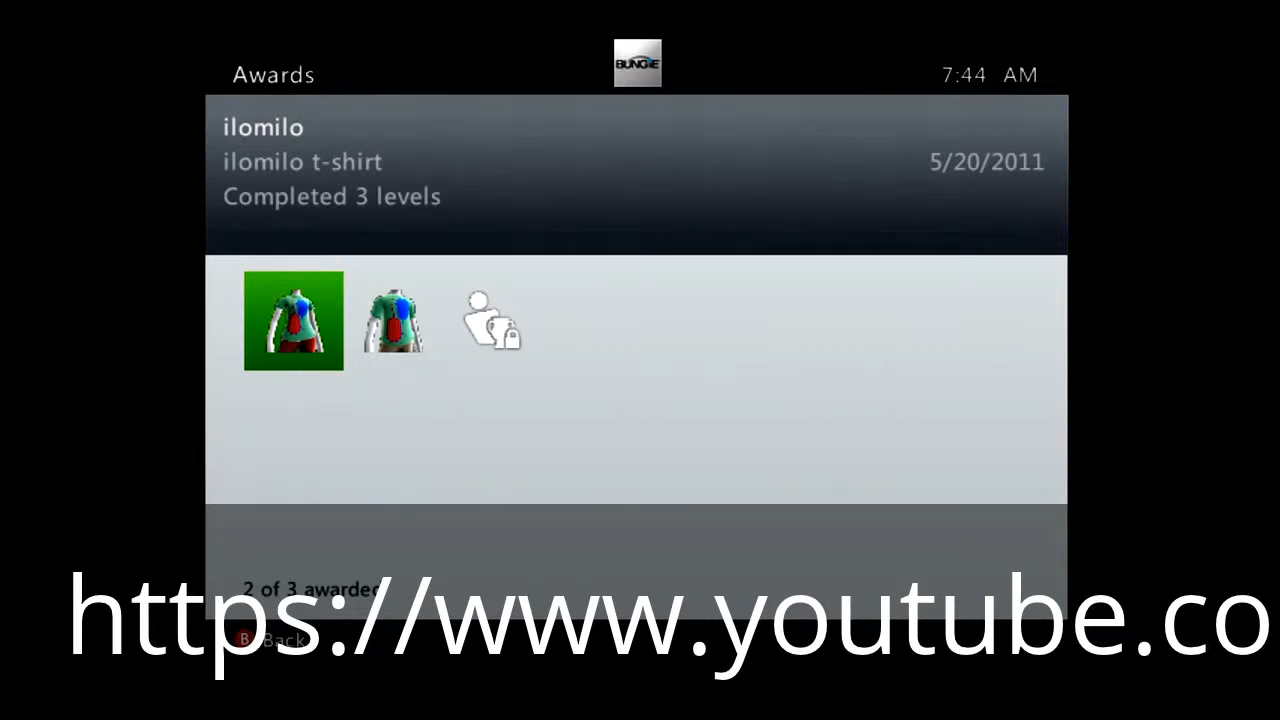 BUNGiE
Awards
7:44 AM
ilomilo
ilomilo t-shirt
5/20/2011
Completed 3 levels
2 of 3 awarded
https://www.youtube.co
B Back